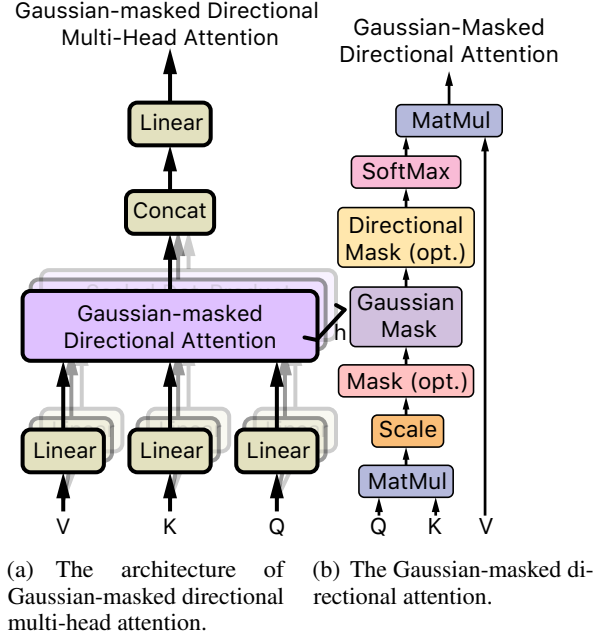 Gaussian-masked Directional
Multi-Head Attention
Linear
Concat
Gaussian-masked
Directional Attention
h
Linear
Linear
Linear
V
K
Q
Gaussian-Masked
Directional Attention
MatMul
SoftMax
Directional
Mask (opt.)
Gaussian
Mask
Mask (opt.)
Scale
MatMul
Q
K
V
(a) The architecture of
Gaussian-masked directional
multi-head attention.
(b) The Gaussian-masked di-
rectional attention.